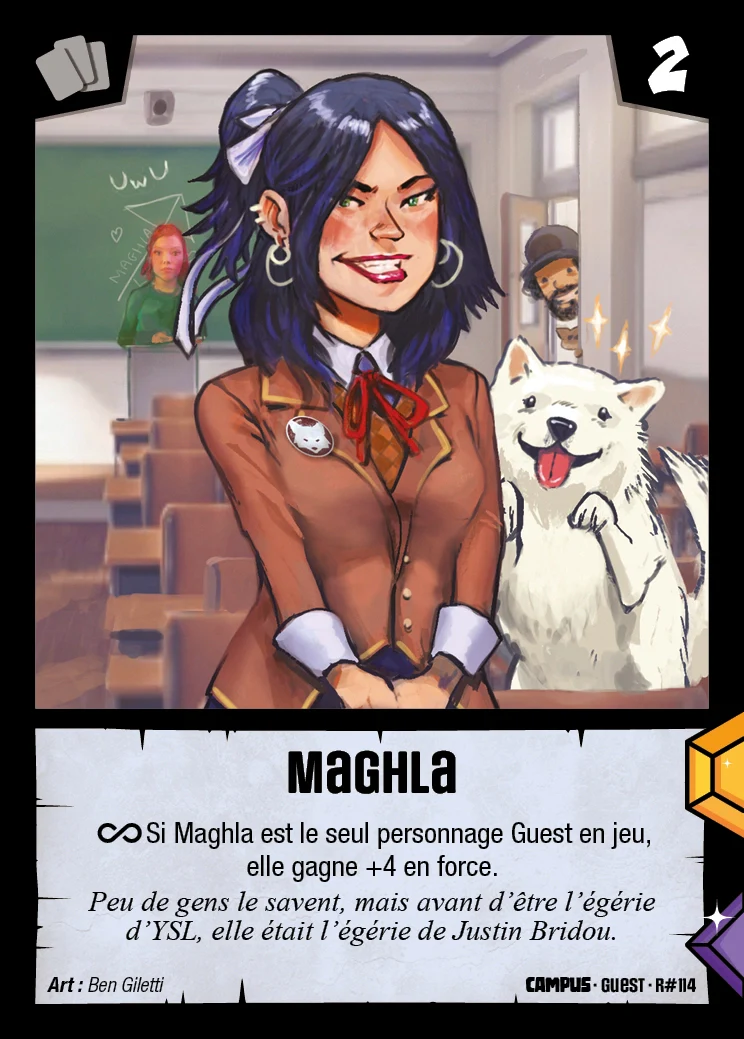 2
UwU
MAGHLA
MaGHLa
Si Maghla est le seul personnage Guest en jeu,
elle gagne +4 en force.
Peu de gens le savent, mais avant d’être l’égérie
d’YSL, elle était l’égérie de Justin Bridou.
Art : Ben Giletti
CAMPUS · GUEST · R#114